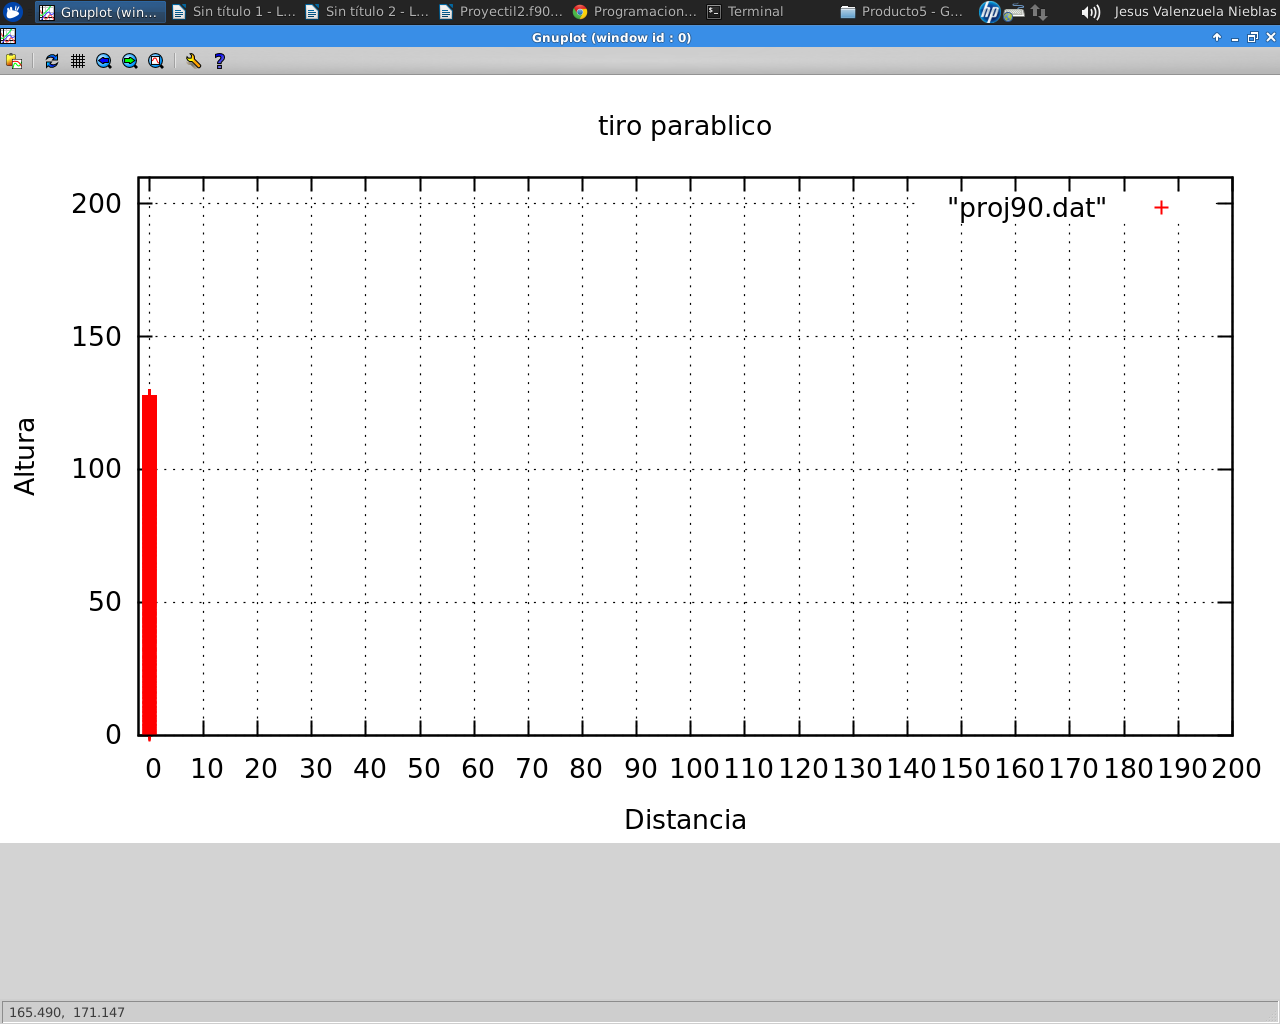 Gnuplot (win... Sin título 1 - L... Sin título 2 - L... Proyectil2.f90... Programacion... Terminal Producto5 - G... hp Jesus Valenzuela Nieblas
Gnuplot (window id : 0)
tiro parablico
"proj90.dat"
200
150
100
50
0
Altura
0 10 20 30 40 50 60 70 80 90 100 110 120 130 140 150 160 170 180 190 200
Distancia
165.490, 171.147